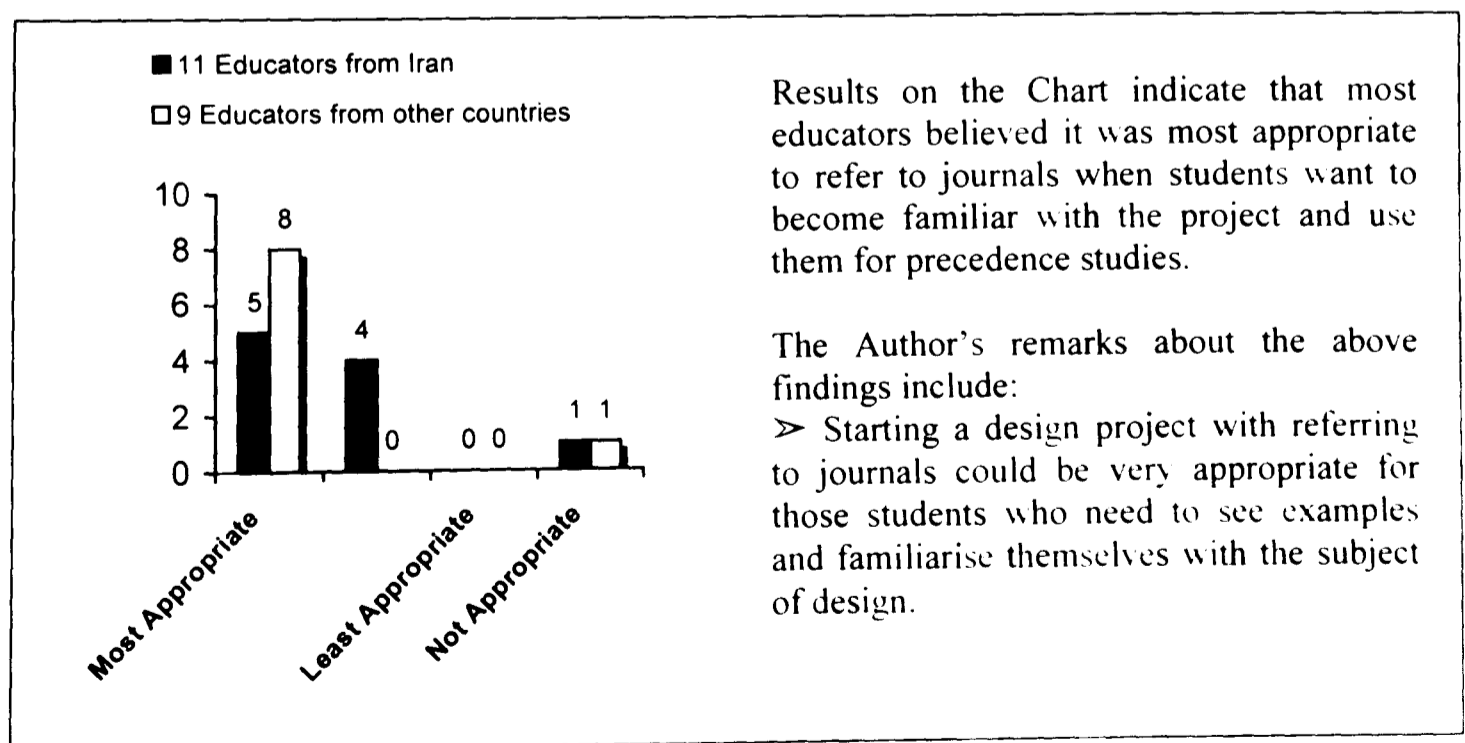 ■ 11 Educators from Iran
□ 9 Educators from other countries
10
8
6
4
2
0
5
8
4
0
0 0
1 1
Most Appropriate
Least Appropriate
Not Appropriate
Results on the Chart indicate that most
educators believed it was most appropriate
to refer to journals when students want to
become familiar with the project and use
them for precedence studies.
The Author's remarks about the above
findings include:
➢ Starting a design project with referring
to journals could be very appropriate for
those students who need to see examples
and familiarise themselves with the subject
of design.